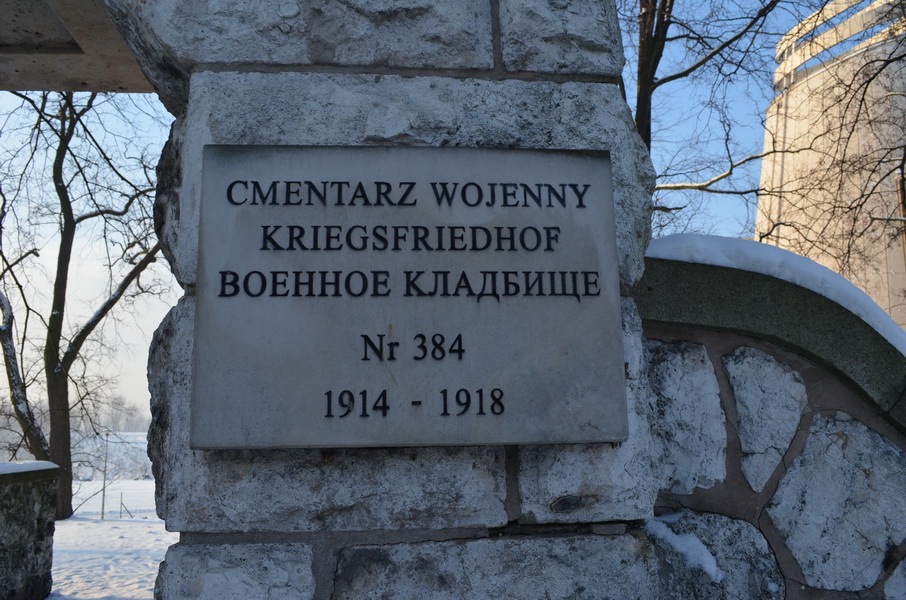 CMENTARZ WOJENNY
KRIEGSFRIEDHOF
ВОЕННОЕ КЛАДБИЩЕ
Nr 384
1914 - 1918